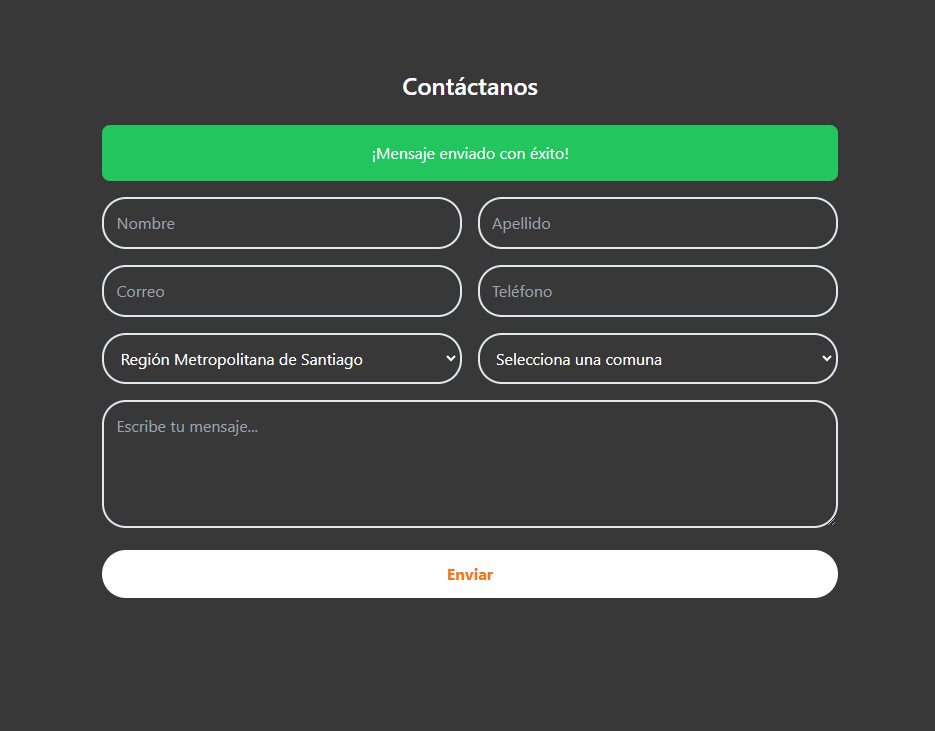 Contáctanos
¡Mensaje enviado con éxito!
Nombre
Apellido
Correo
Teléfono
Región Metropolitana de Santiago
Selecciona una comuna
Escribe tu mensaje...
Enviar